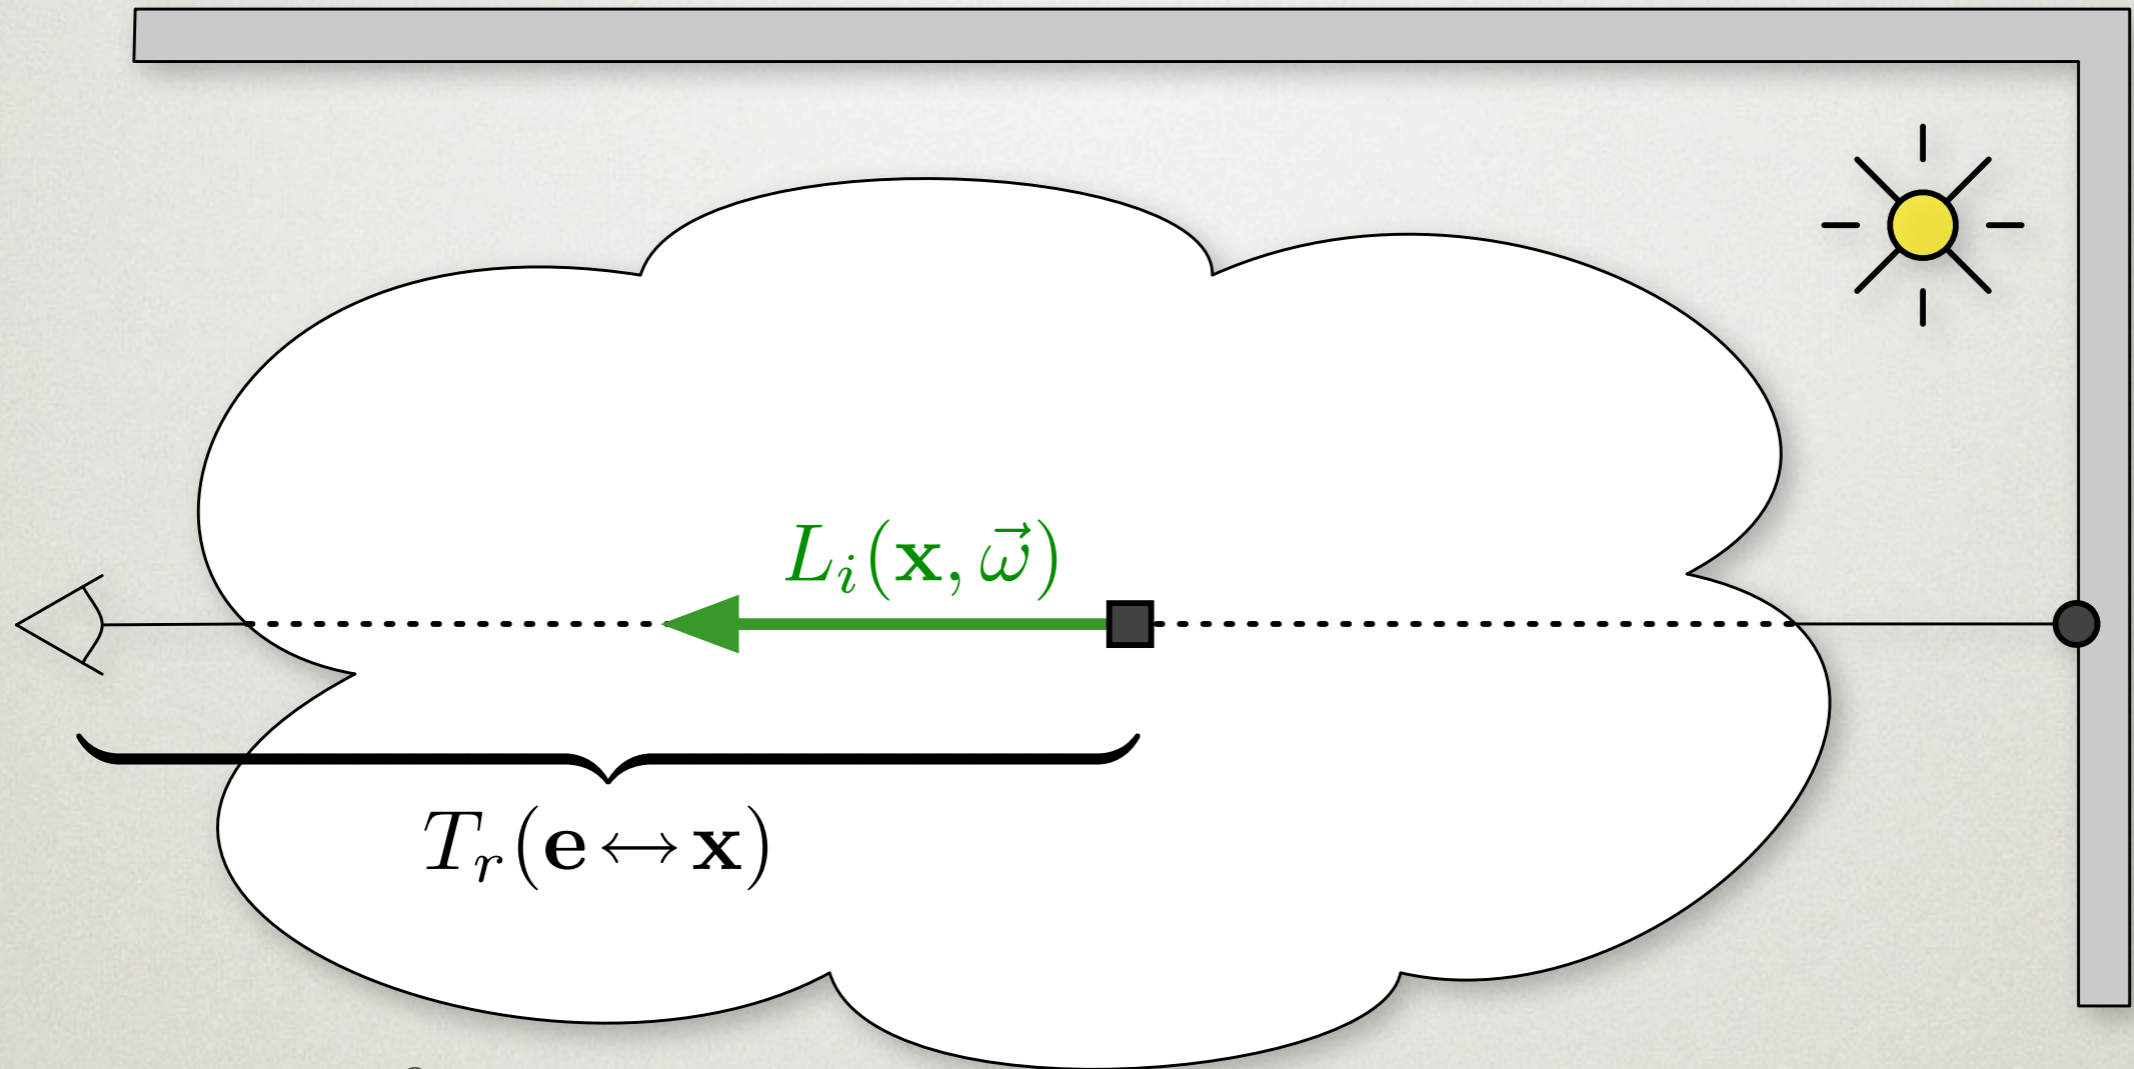 L_i(x, ω⃗)
T_r(e↔x)